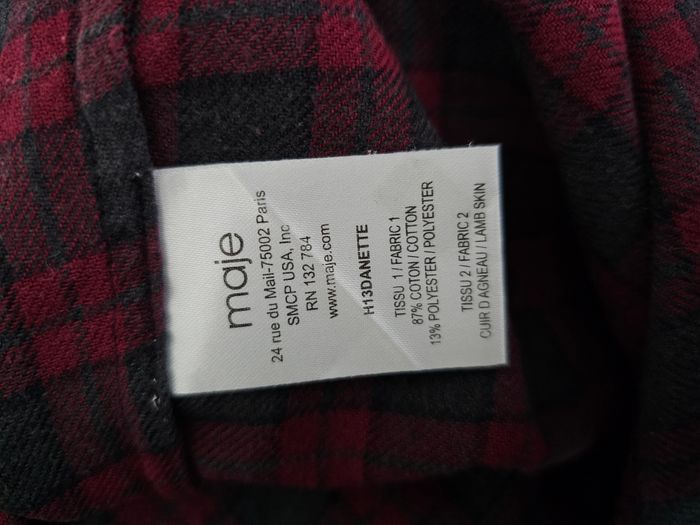 maje
24 rue du Mail-75002 Paris
SMCP USA, Inc
RN 132 784
www.maje.com
H13DANETTE
TISSU 1 / FABRIC 1
87% COTON / COTTON
13% POLYESTER / POLYESTER
TISSU 2 / FABRIC 2
CUIR D'AGNEAU / LAMB SKIN